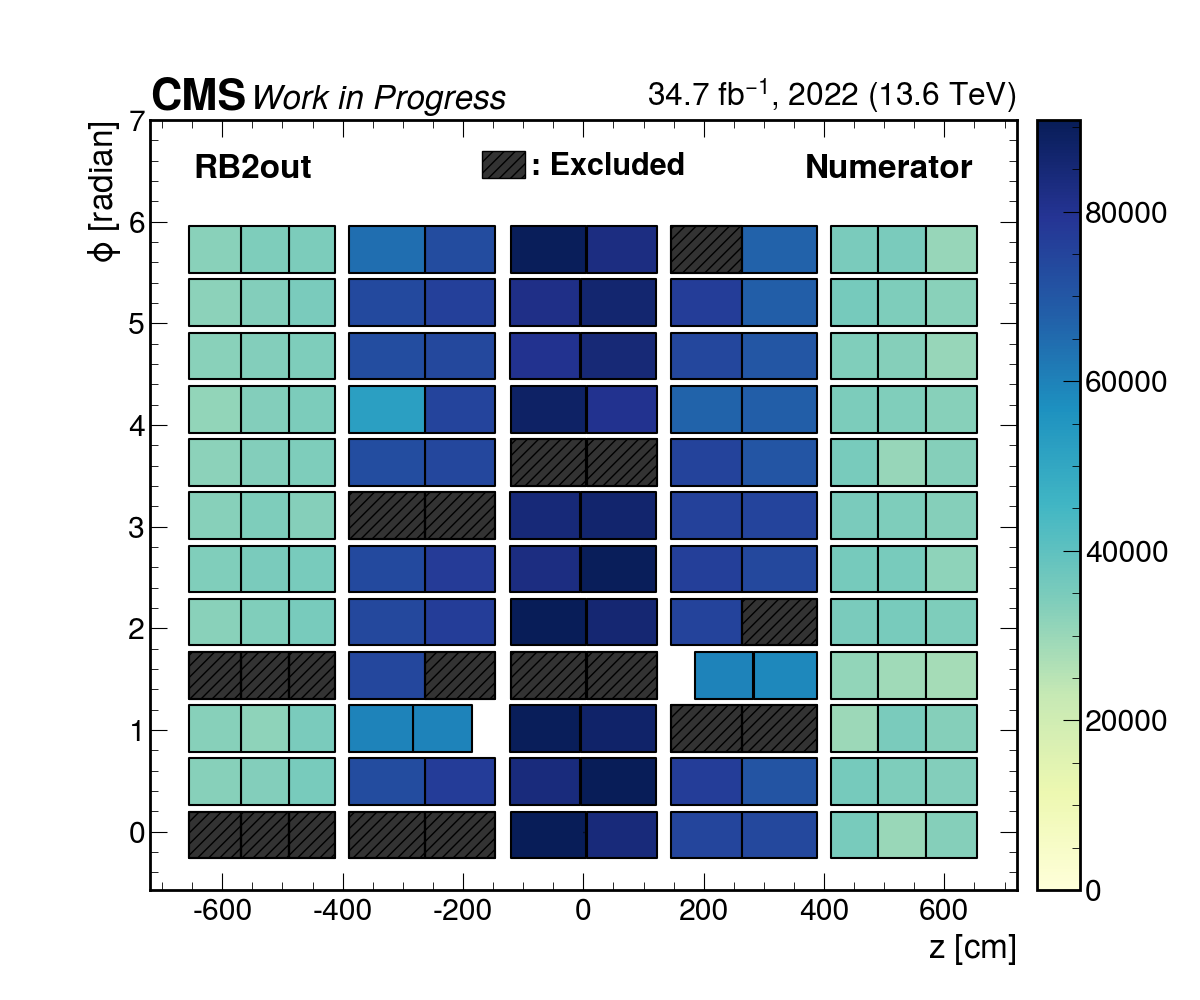 CMS Work in Progress 34.7 fb⁻¹, 2022 (13.6 TeV)
RB2out : Excluded Numerator
ϕ [radian]
7
6
5
4
3
2
1
0
-600 -400 -200 0 200 400 600
z [cm]
80000
60000
40000
20000
0